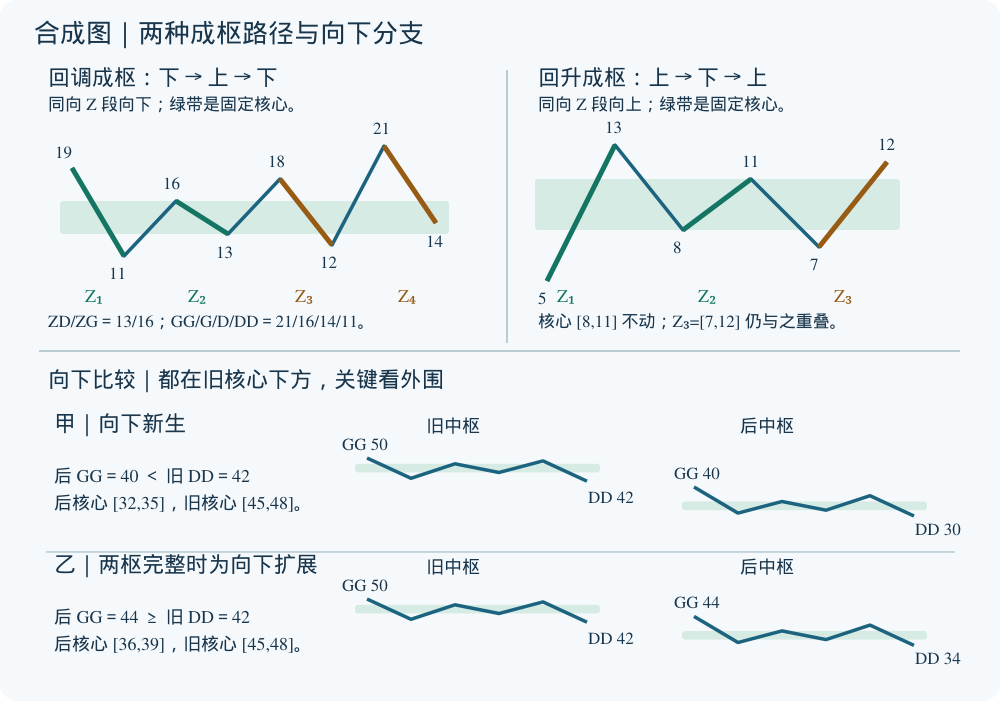 合成图｜两种成枢路径与向下分支
回调成枢：下→上→下
同向 Z 段向下；绿带是固定核心。
19
11
16
13
18
12
21
14
Z₁
Z₂
Z₃
Z₄
ZD/ZG = 13/16；GG/G/D/DD = 21/16/14/11。
回升成枢：上→下→上
同向 Z 段向上；绿带是固定核心。
5
13
8
11
7
12
Z₁
Z₂
Z₃
核心 [8,11] 不动；Z₃=[7,12] 仍与之重叠。
向下比较｜都在旧核心下方，关键看外围
甲｜向下新生
后 GG = 40 < 旧 DD = 42
后核心 [32,35]，旧核心 [45,48]。
旧中枢
GG 50
DD 42
后中枢
GG 40
DD 30
乙｜两枢完整时为向下扩展
后 GG = 44 ≥ 旧 DD = 42
后核心 [36,39]，旧核心 [45,48]。
旧中枢
GG 50
DD 42
后中枢
GG 44
DD 34